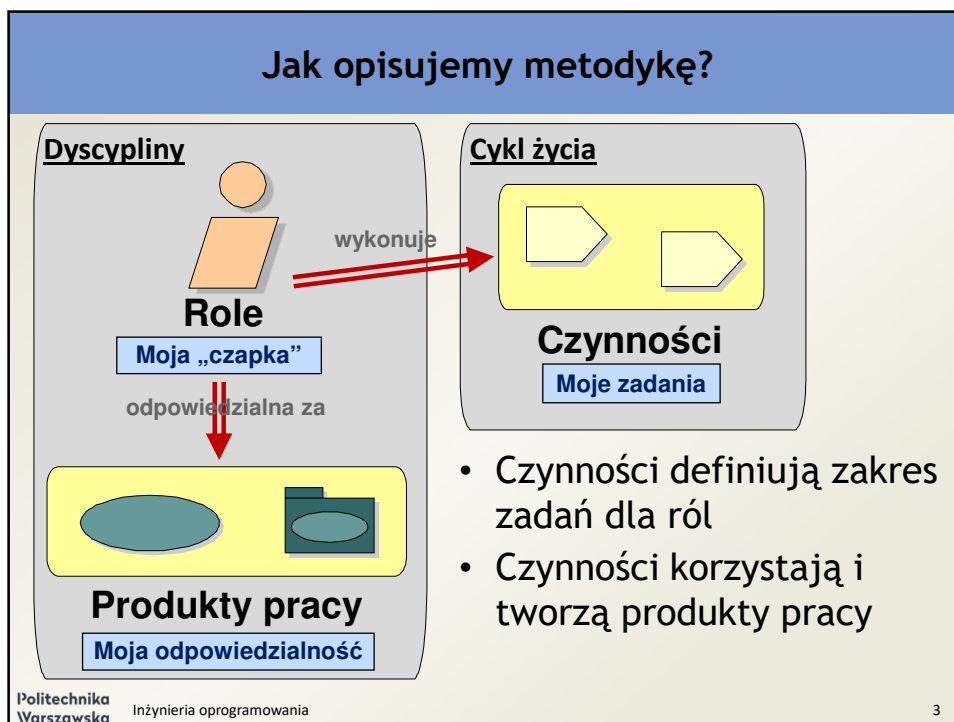 Jak opisujemy metodykę?
Dyscypliny
wykonuje
Role
Moja „czapka”
odpowiedzialna za
Produkty pracy
Moja odpowiedzialność
Cykl życia
Czynności
Moje zadania
• Czynności definiują zakres
zadań dla ról
• Czynności korzystają i
tworzą produkty pracy
Politechnika
Warszawska
Inżynieria oprogramowania
3